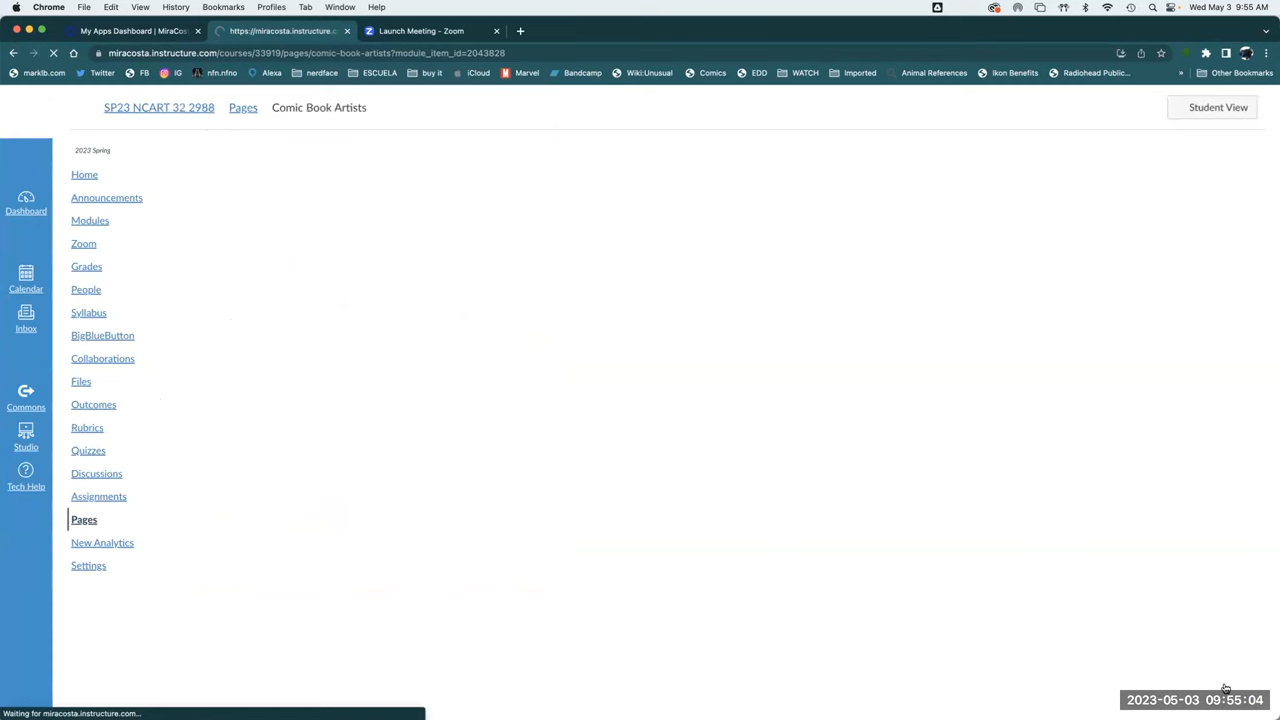 Chrome File Edit View History Bookmarks Profiles Tab Window Help Wed May 3 9:55 AM
My Apps Dashboard | MiraCos https://miracosta.instructure.c Launch Meeting - Zoom
miracosta.instructure.com/courses/33919/pages/comic-book-artists?module_item_id=2043828
marklb.com Twitter FB IG nfn.nfno Alexa nerdface ESCUELA buy it iCloud Marvel Bandcamp Wiki:Unusual Comics EDD WATCH Imported Animal References Ikon Benefits Radiohead Public... » Other Bookmarks
SP23 NCART 32 2988 Pages Comic Book Artists Student View
2023 Spring
Home
Announcements
Modules
Zoom
Grades
People
Syllabus
BigBlueButton
Collaborations
Files
Outcomes
Rubrics
Quizzes
Discussions
Assignments
Pages
New Analytics
Settings
Dashboard
Calendar
Inbox
Commons
Studio
Tech Help
Waiting for miracosta.instructure.com...
2023-05-03 09:55:04